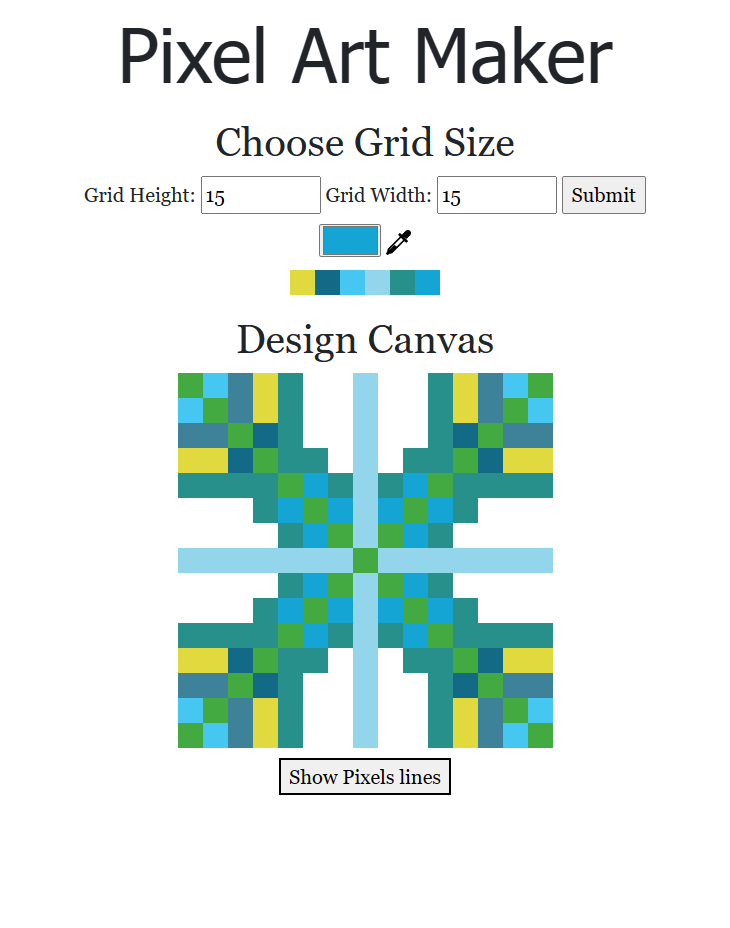 Pixel Art Maker
Choose Grid Size
Grid Height: 15 Grid Width: 15 Submit
Design Canvas
Show Pixels lines